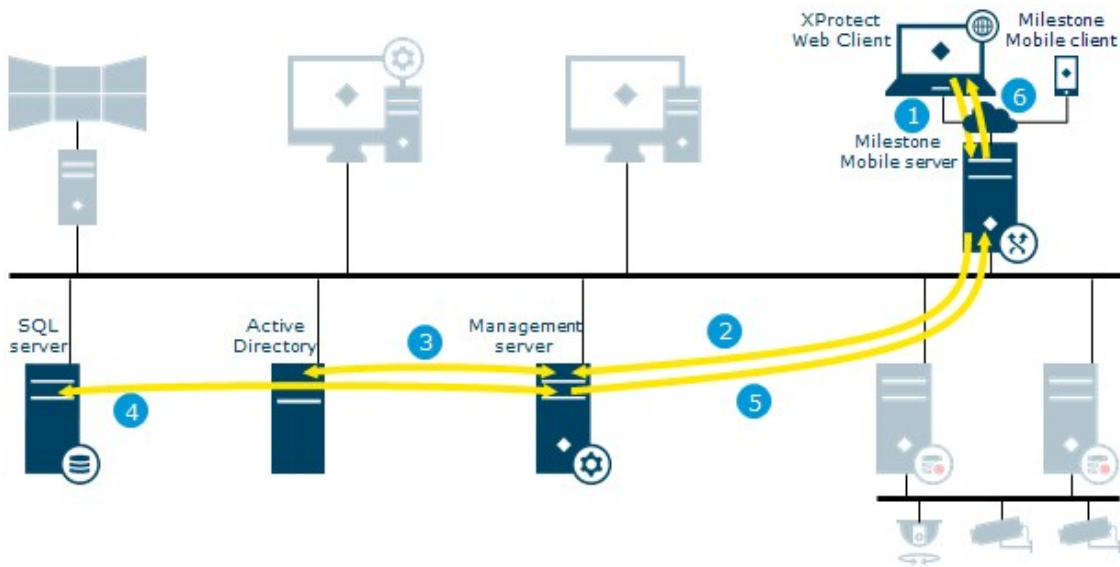 XProtect
Web Client
Milestone
Mobile client
1
6
Milestone
Mobile server
SQL
server
Active
Directory
Management
server
2
3
4
5